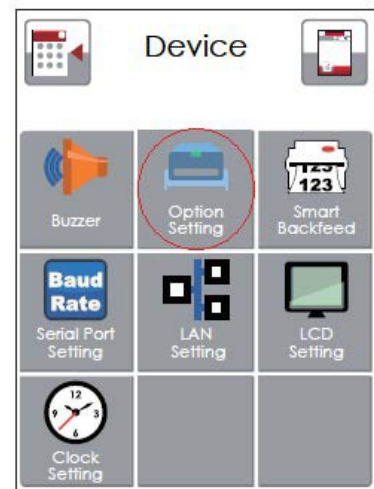 Device
Buzzer
Option
Setting
123
123
Smart
Backfeed
Baud
Rate
Serial Port
Setting
LAN
Setting
LCD
Setting
12
9
3
6
Clock
Setting